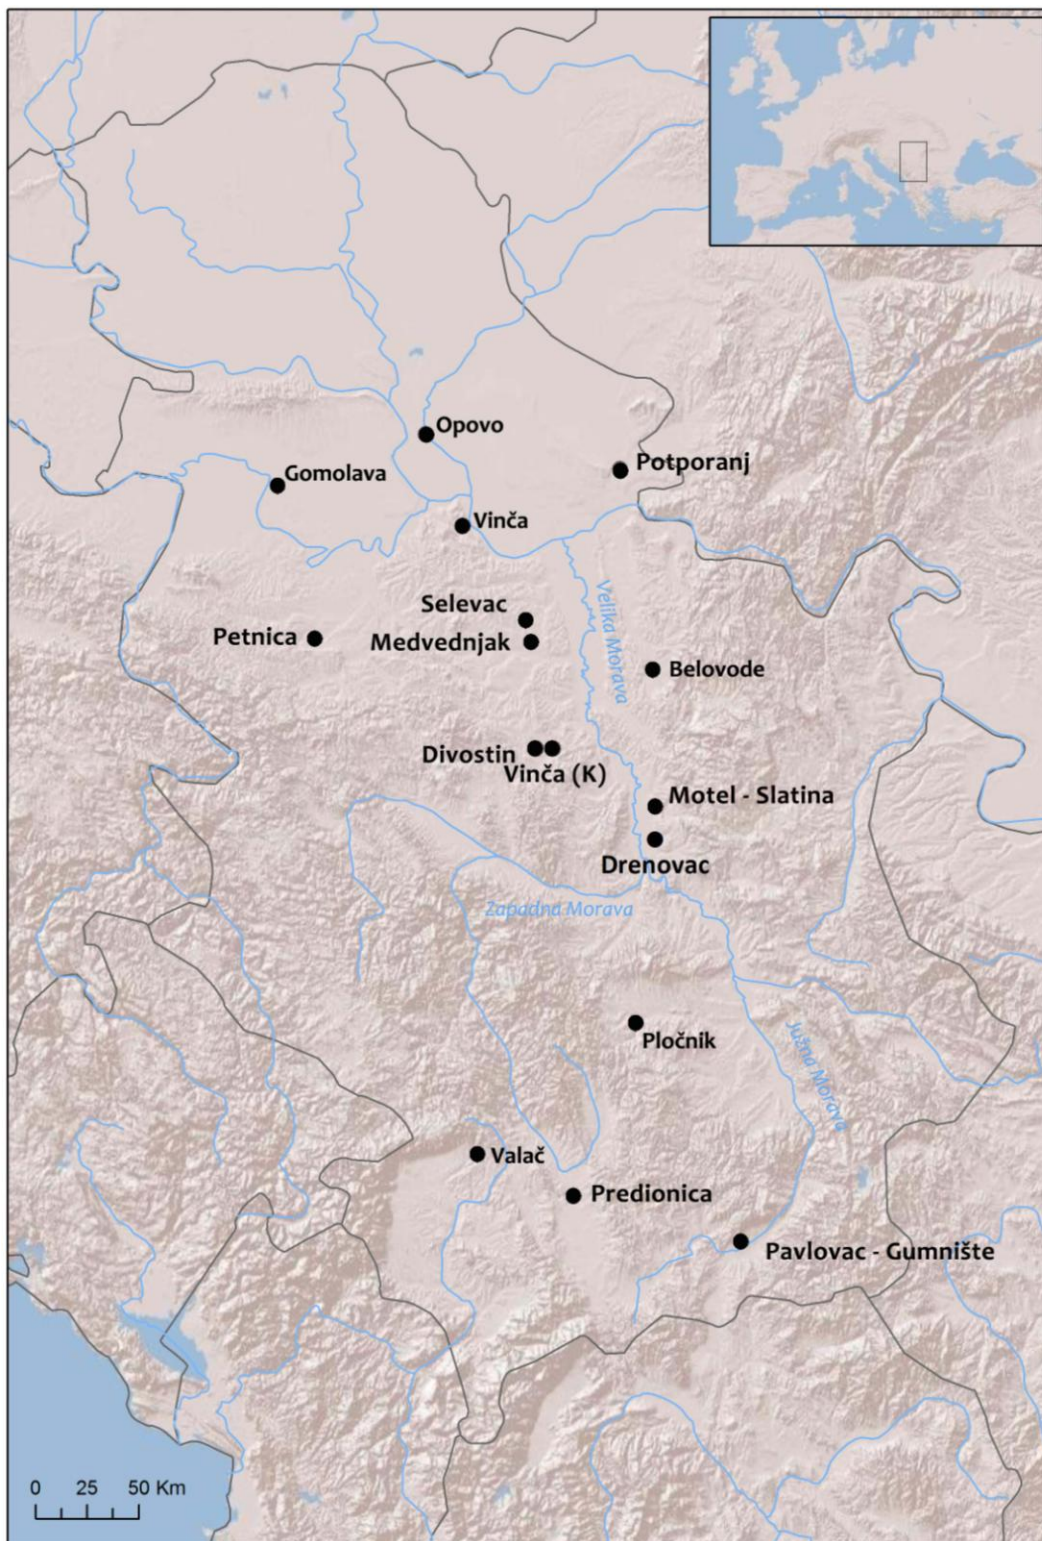 Opovo
Potporanj
Gomolava
Vinča
Velika Morava
Selevac
Petnica
Medvednjak
Belovode
Divostin
Vinča (K)
Motel - Slatina
Drenovac
Zapadna Morava
Pločnik
Južna Morava
Valač
Predionica
Pavlovac - Gumnište
0 25 50 Km